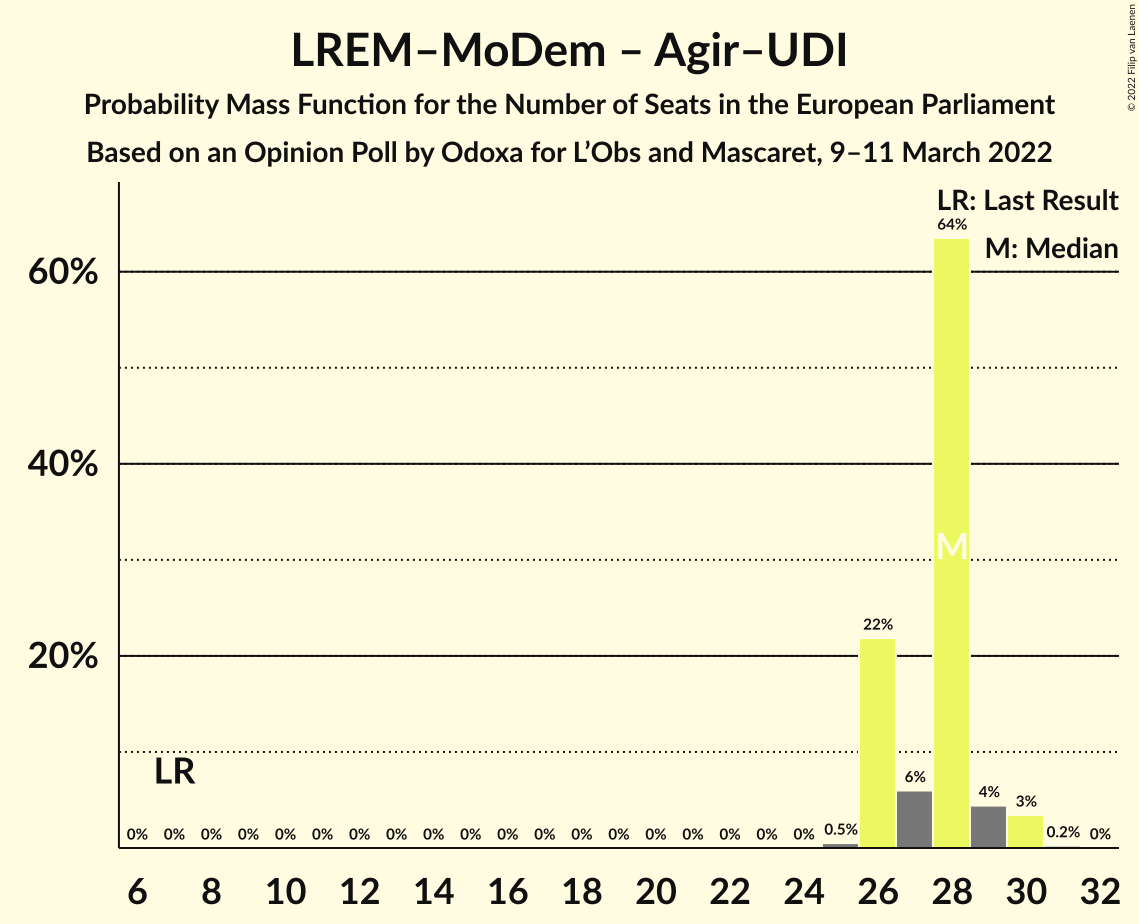 LREM–MoDem – Agir–UDI
Probability Mass Function for the Number of Seats in the European Parliament
Based on an Opinion Poll by Odoxa for L’Obs and Mascaret, 9–11 March 2022
© 2022 Filip van Laenen
LR: Last Result
M: Median
64%
60%
40%
M
22%
20%
LR
6%
4%
3%
0% 0% 0% 0% 0% 0% 0% 0% 0% 0% 0% 0% 0% 0% 0% 0% 0% 0% 0% 0.5% 0.2% 0%
6 8 10 12 14 16 18 20 22 24 26 28 30 32